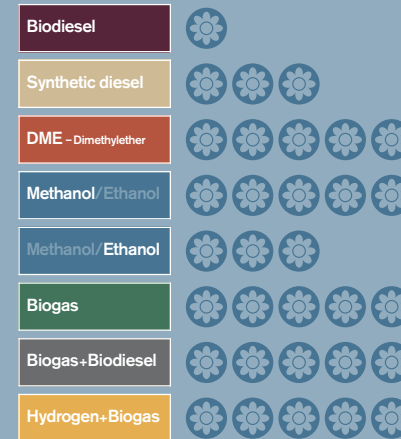 Biodiesel
Synthetic diesel
DME – Dimethylether
Methanol/Ethanol
Methanol/Ethanol
Biogas
Biogas+Biodiesel
Hydrogen+Biogas